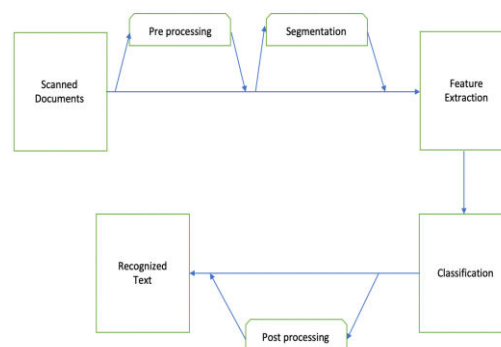 Pre processing
Segmentation
Scanned
Documents
Feature
Extraction
Recognized
Text
Classification
Post processing